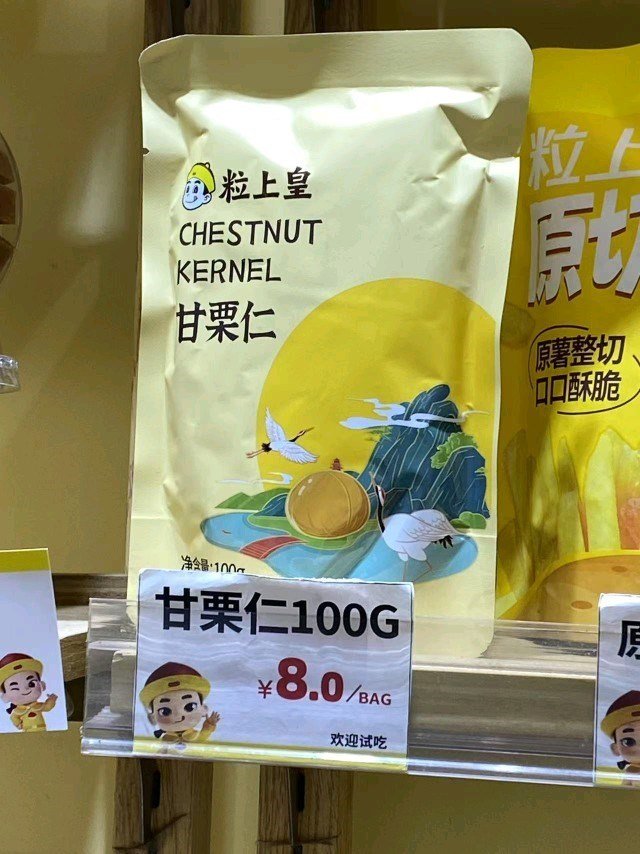 粒上皇
CHESTNUT
KERNEL
甘栗仁
净含量:100g
粒上
原切
原薯整切
口口酥脆
甘栗仁100G
¥8.0/BAG
欢迎试吃
原